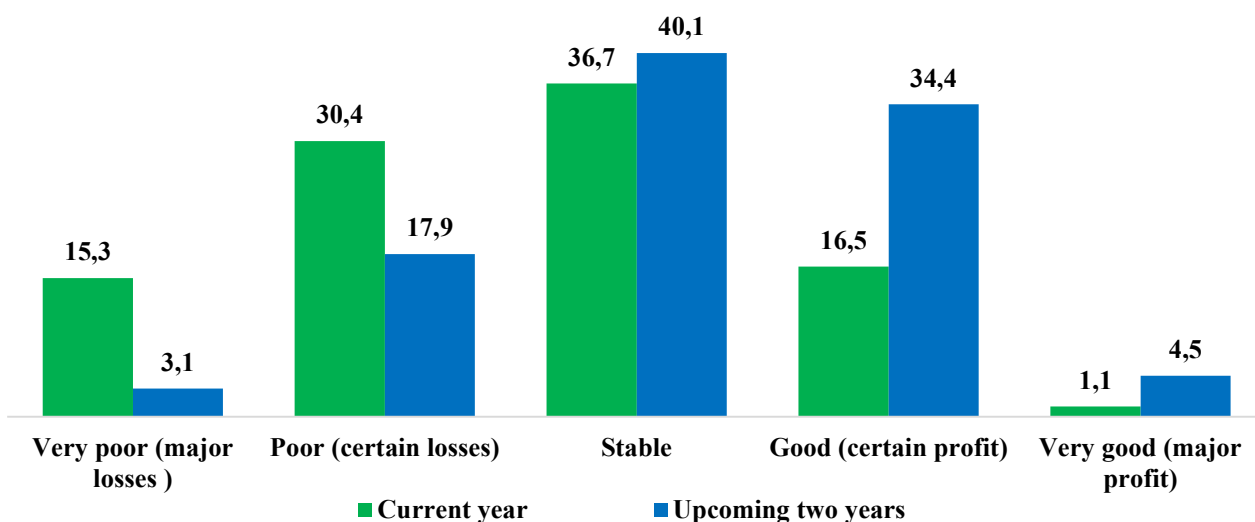 40,1
36,7
34,4
30,4
17,9
16,5
15,3
4,5
3,1
1,1
Very poor (major
losses )
Poor (certain losses)
Stable
Good (certain profit)
Very good (major
profit)
Current year
Upcoming two years